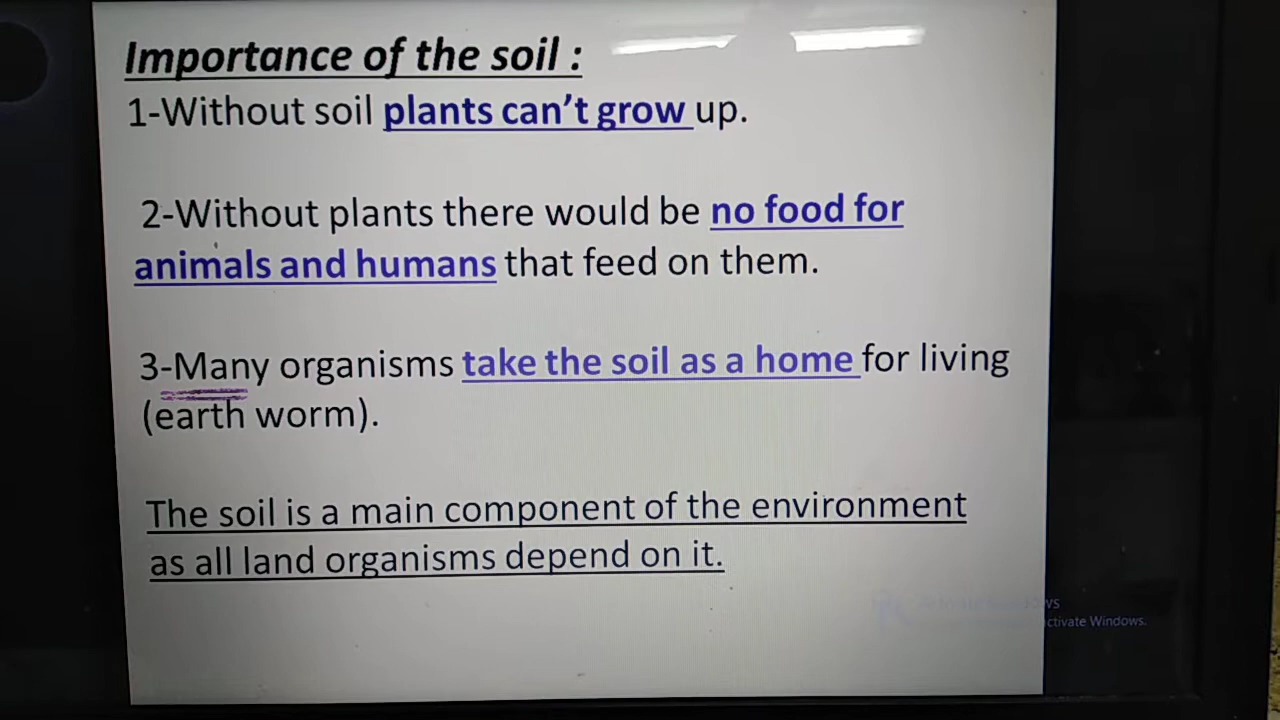 Importance of the soil :
1-Without soil plants can't grow up.
2-Without plants there would be no food for
animals and humans that feed on them.
3-Many organisms take the soil as a home for living
(earth worm).
The soil is a main component of the environment
as all land organisms depend on it.
Windows.